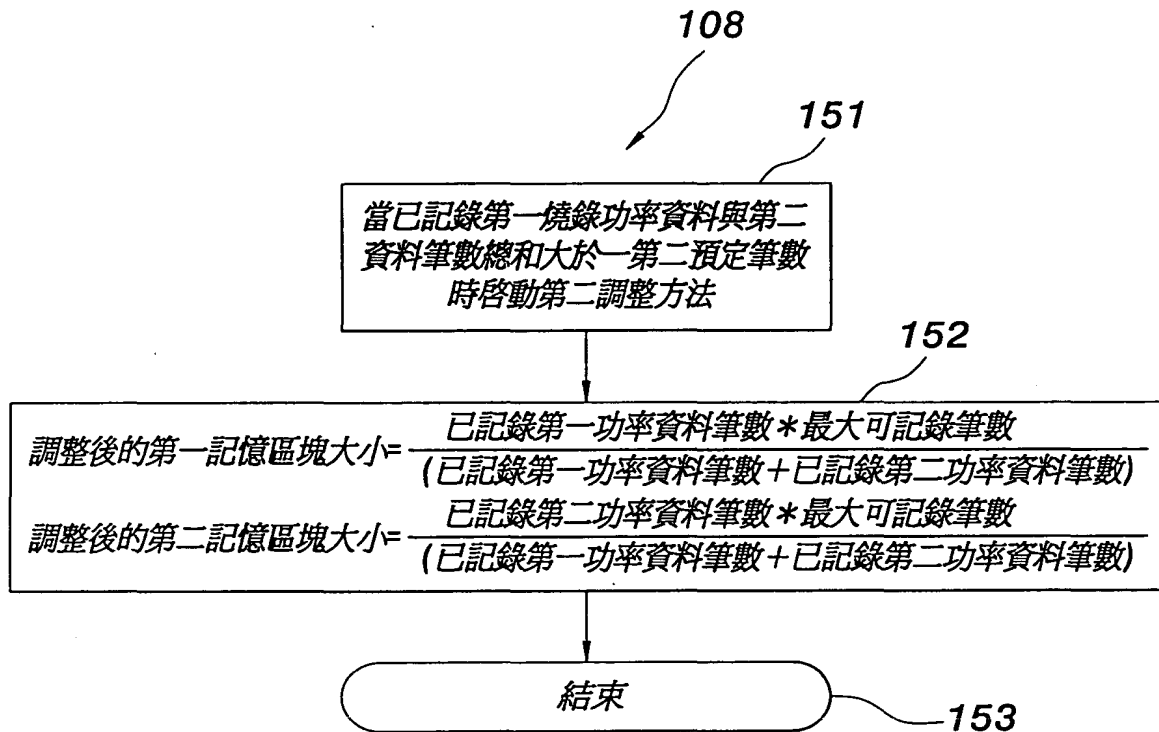 108
151
當已記錄第一燒錄功率資料與第二
資料筆數總和大於一第二預定筆數
時啓動第二調整方法
152
調整後的第一記憶區塊大小=已記錄第一功率資料筆數*最大可記錄筆數
(已記錄第一功率資料筆數+已記錄第二功率資料筆數)
調整後的第二記憶區塊大小=已記錄第二功率資料筆數*最大可記錄筆數
(已記錄第一功率資料筆數+已記錄第二功率資料筆數)
結束
153